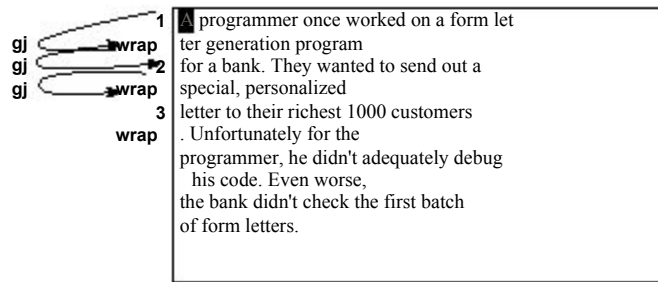 1 A programmer once worked on a form let
gj wrap ter generation program
gj 2 for a bank. They wanted to send out a
gj wrap special, personalized
3 letter to their richest 1000 customers
wrap . Unfortunately for the
programmer, he didn't adequately debug
his code. Even worse,
the bank didn't check the first batch
of form letters.